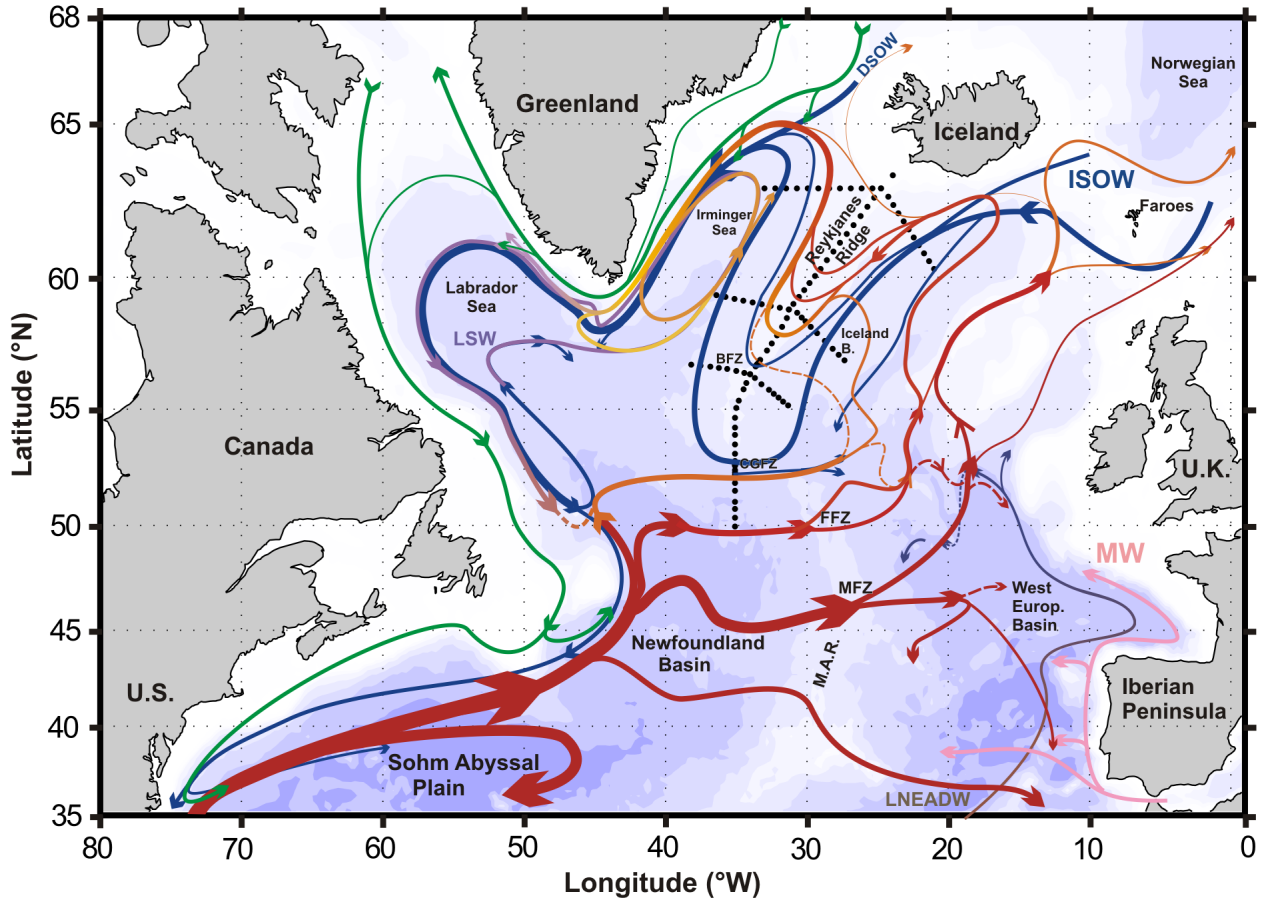 68
65
60
55
50
45
40
35
Latitude (°N)
80
70
60
50
40
30
20
10
0
Longitude (°W)
Norwegian
Sea
DSOW
Greenland
Iceland
ISOW
Faroes
Irminger
Sea
Reykjanes
Ridge
Labrador
Sea
LSW
Iceland
B.
BFZ
Canada
CGFZ
U.K.
FFZ
MW
MFZ
West
Europ.
Basin
Newfoundland
Basin
M.A.R.
U.S.
Iberian
Peninsula
Sohm Abyssal
Plain
LNEADW